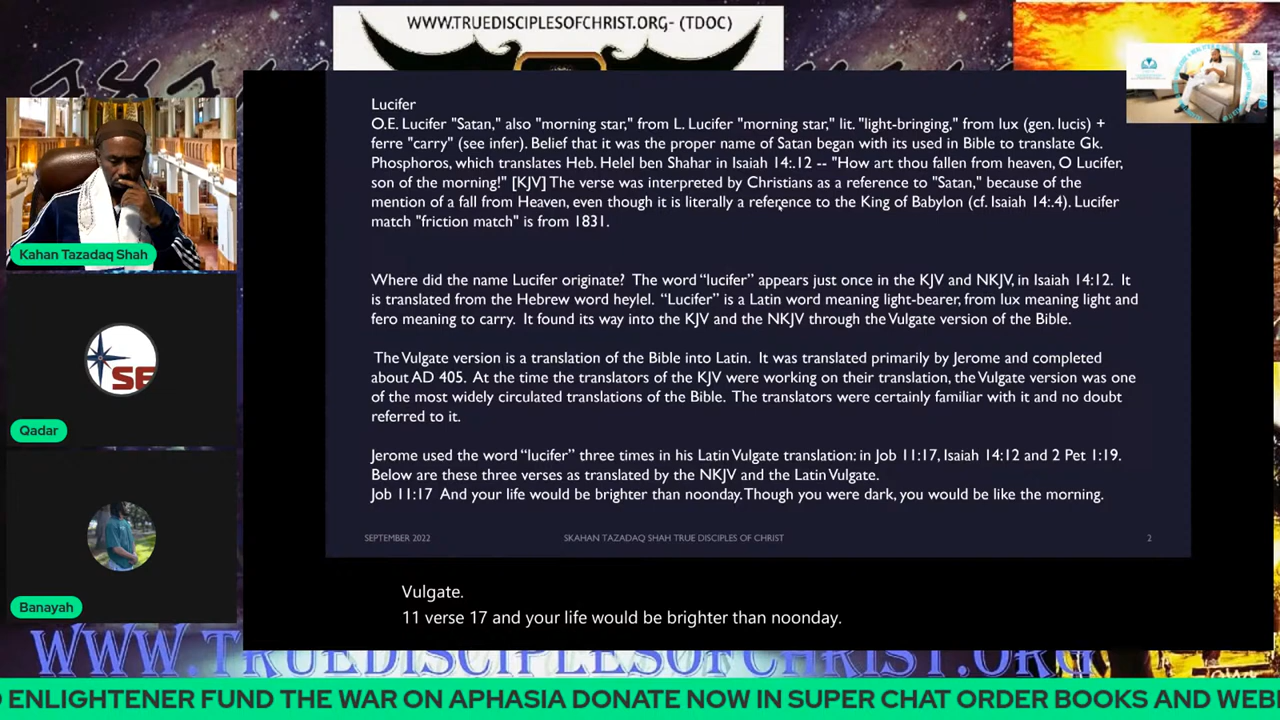 WWW.TRUEDISCIPLESOFCHRIST.ORG- (TDOC)
Lucifer
O.E. Lucifer "Satan," also "morning star," from L. Lucifer "morning star," lit. "light-bringing," from lux (gen. lucis) +
ferre "carry" (see infer). Belief that it was the proper name of Satan began with its used in Bible to translate Gk.
Phosphoros, which translates Heb. Helel ben Shahar in Isaiah 14:.12 -- "How art thou fallen from heaven, O Lucifer,
son of the morning!" [KJV] The verse was interpreted by Christians as a reference to "Satan," because of the
mention of a fall from Heaven, even though it is literally a reference to the King of Babylon (cf. Isaiah 14:.4). Lucifer
match "friction match" is from 1831.
Where did the name Lucifer originate? The word “lucifer” appears just once in the KJV and NKJV, in Isaiah 14:12. It
is translated from the Hebrew word heylel. “Lucifer” is a Latin word meaning light-bearer, from lux meaning light and
fero meaning to carry. It found its way into the KJV and the NKJV through the Vulgate version of the Bible.
The Vulgate version is a translation of the Bible into Latin. It was translated primarily by Jerome and completed
about AD 405. At the time the translators of the KJV were working on their translation, the Vulgate version was one
of the most widely circulated translations of the Bible. The translators were certainly familiar with it and no doubt
referred to it.
Jerome used the word “lucifer” three times in his Latin Vulgate translation: in Job 11:17, Isaiah 14:12 and 2 Pet 1:19.
Below are these three verses as translated by the NKJV and the Latin Vulgate.
Job 11:17 And your life would be brighter than noonday. Though you were dark, you would be like the morning.
SEPTEMBER 2022
SKAHAN TAZADAQ SHAH TRUE DISCIPLES OF CHRIST
2
Kahan Tazadaq Shah
SE
Qadar
Banayah
Vulgate.
11 verse 17 and your life would be brighter than noonday.
WWW.TRUEDISCIPLESOFCHRIST.ORG
ENLIGHTENER FUND THE WAR ON APHASIA DONATE NOW IN SUPER CHAT ORDER BOOKS AND WEB